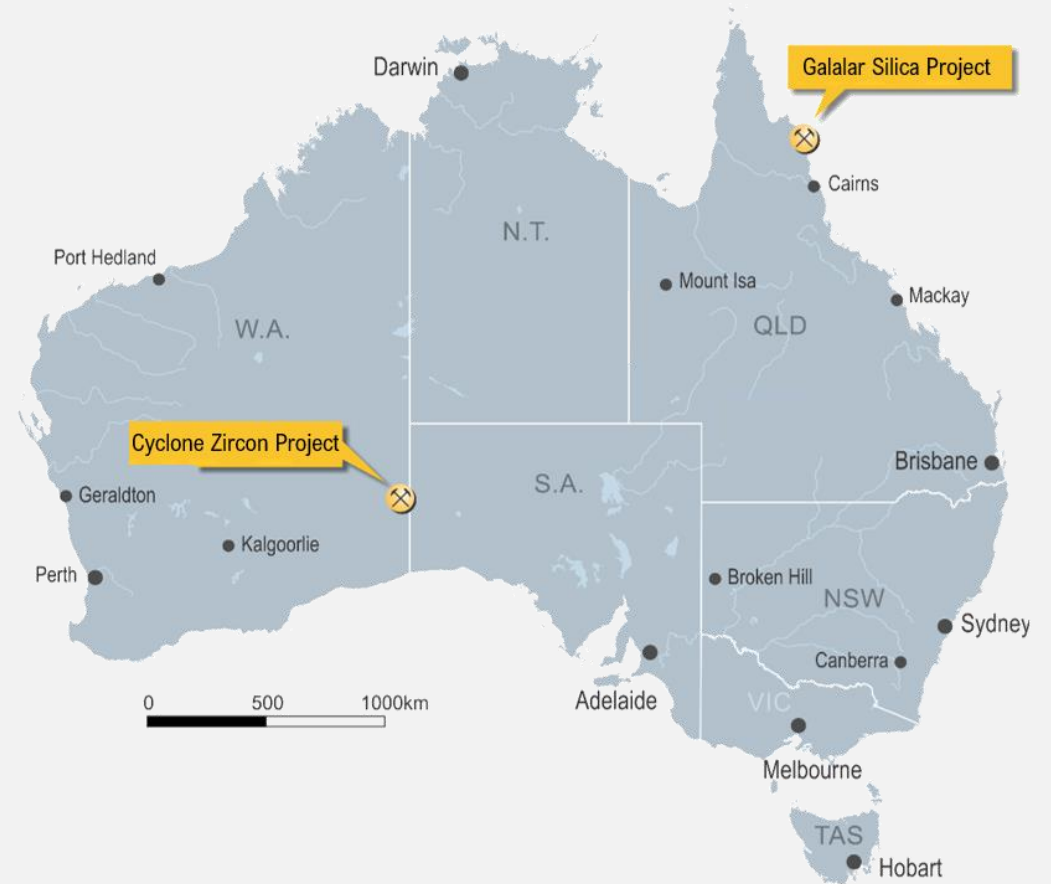 Darwin
Galalar Silica Project
Cairns
N.T.
Port Hedland
Mount Isa
Mackay
W.A.
QLD
Cyclone Zircon Project
Brisbane
S.A.
Geraldton
Kalgoorlie
Perth
Broken Hill
NSW
Sydney
Canberra
0 500 1000km
Adelaide
VIC
Melbourne
TAS
Hobart